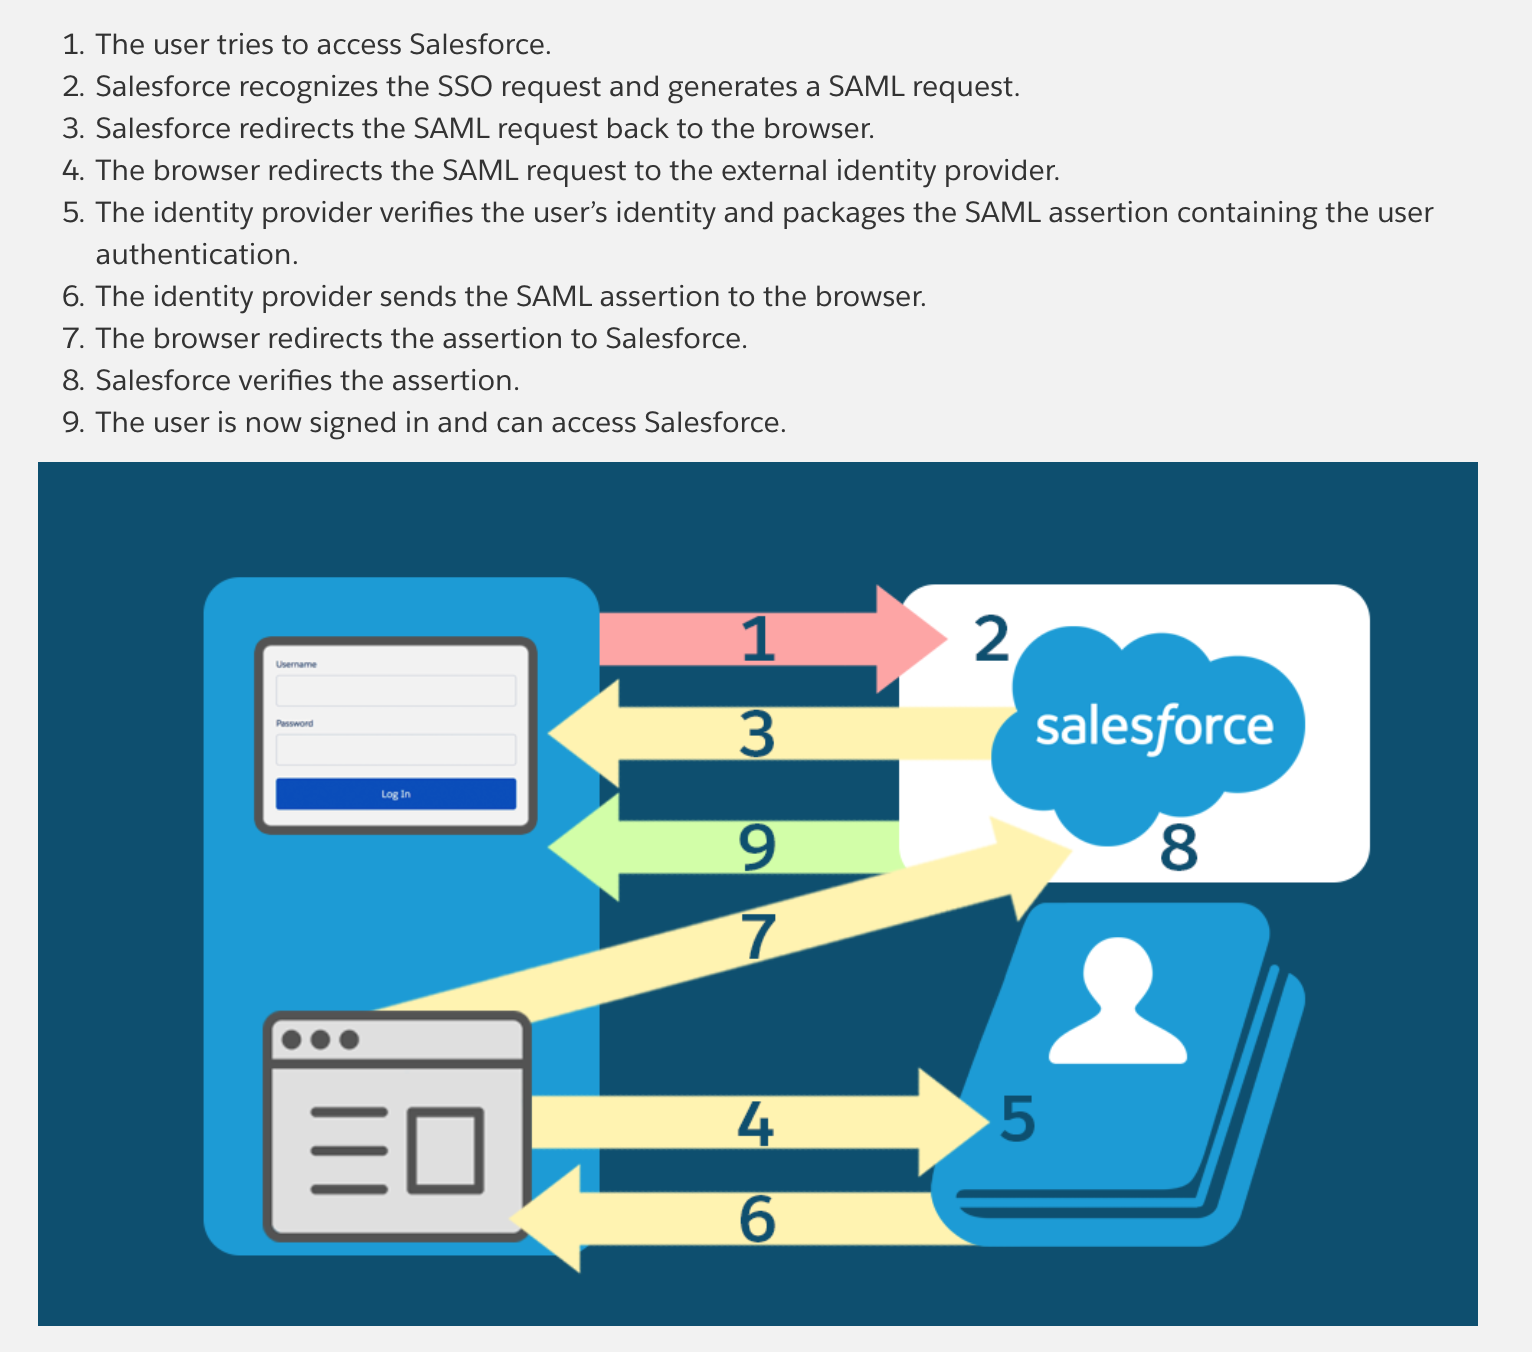 1. The user tries to access Salesforce.
2. Salesforce recognizes the SSO request and generates a SAML request.
3. Salesforce redirects the SAML request back to the browser.
4. The browser redirects the SAML request to the external identity provider.
5. The identity provider verifies the user’s identity and packages the SAML assertion containing the user
authentication.
6. The identity provider sends the SAML assertion to the browser.
7. The browser redirects the assertion to Salesforce.
8. Salesforce verifies the assertion.
9. The user is now signed in and can access Salesforce.
1
2
Username
Password
Log In
3
salesforce
9
8
7
4
5
6